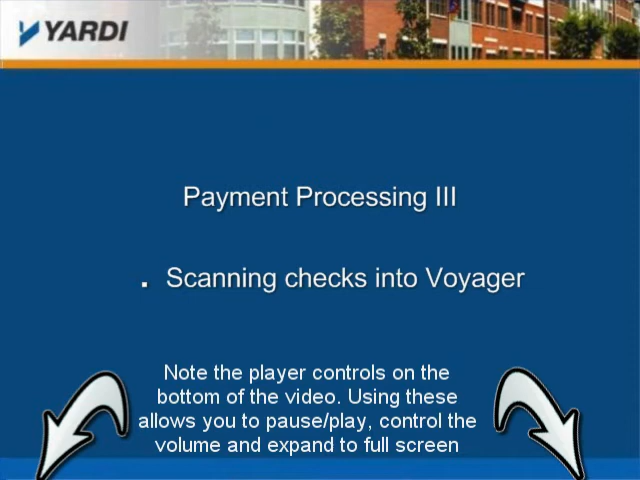 YARDI
Payment Processing III
. Scanning checks into Voyager
Note the player controls on the
bottom of the video. Using these
allows you to pause/play, control the
volume and expand to full screen